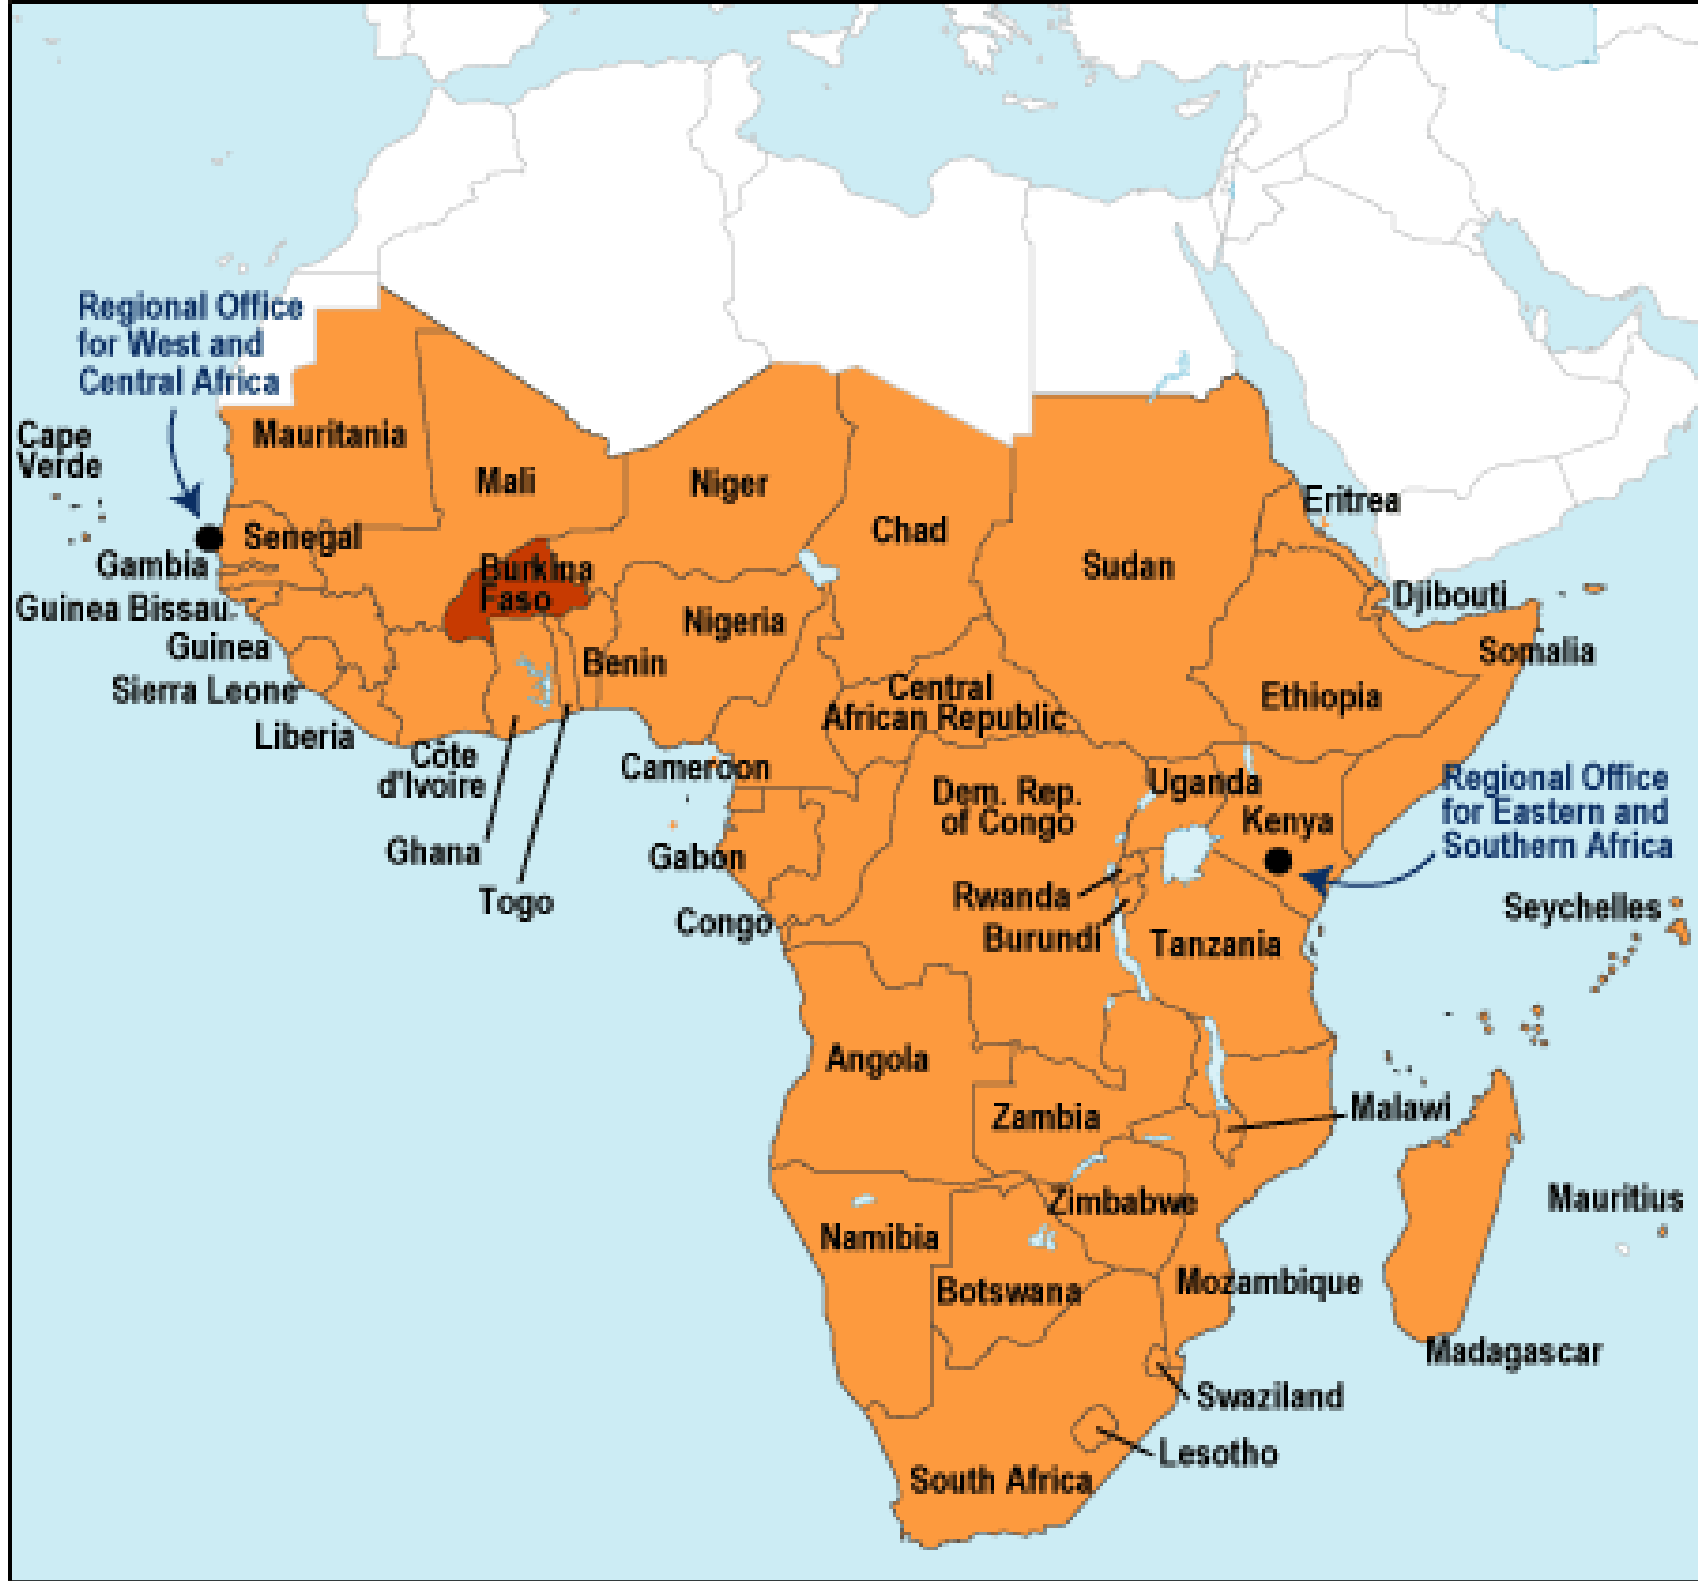 Regional Office
for West and
Central Africa
Cape
Verde
Mauritania
Mali
Niger
Chad
Sudan
Eritrea
Senegal
Gambia
Burkina
Faso
Djibouti
Guinea Bissau
Nigeria
Guinea
Benin
Somalia
Sierra Leone
Central
African Republic
Ethiopia
Liberia
Côte
d'Ivoire
Cameroon
Uganda
Regional Office
for Eastern and
Southern Africa
Dem. Rep.
of Congo
Kenya
Ghana
Gabon
Togo
Rwanda
Seychelles
Congo
Burundi
Tanzania
Angola
Zambia
Malawi
Zimbabwe
Mauritius
Namibia
Botswana
Mozambique
Madagascar
Swaziland
Lesotho
South Africa